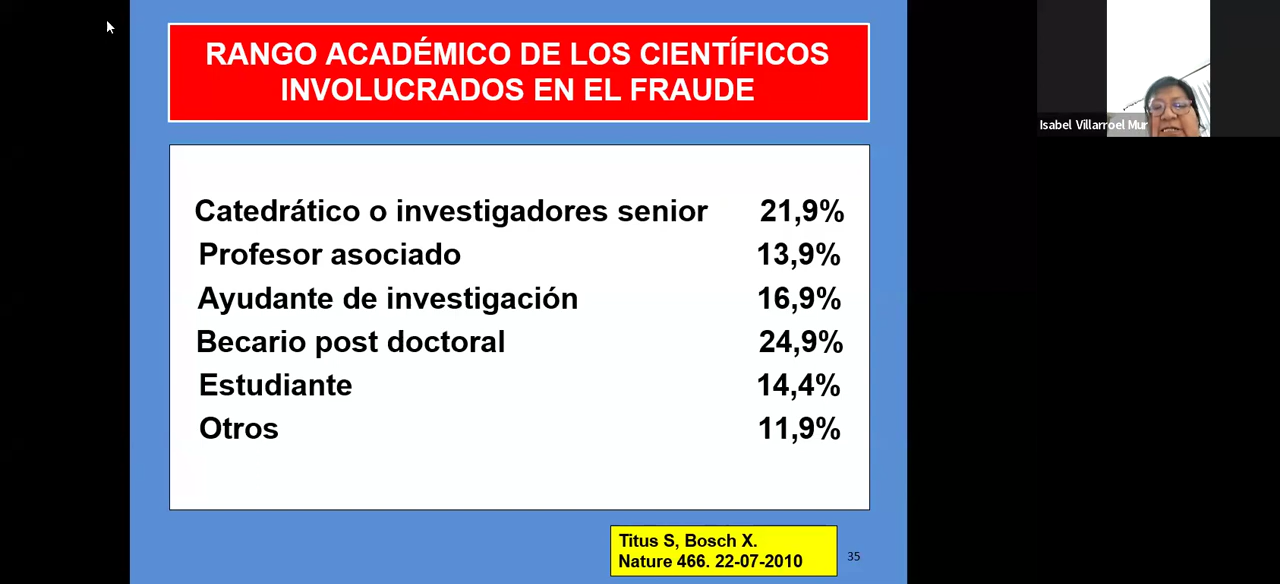 RANGO ACADÉMICO DE LOS CIENTÍFICOS
INVOLUCRADOS EN EL FRAUDE
Isabel Villarroel Mur
Catedrático o investigadores senior 21,9%
Profesor asociado 13,9%
Ayudante de investigación 16,9%
Becario post doctoral 24,9%
Estudiante 14,4%
Otros 11,9%
Titus S, Bosch X.
Nature 466. 22-07-2010
35